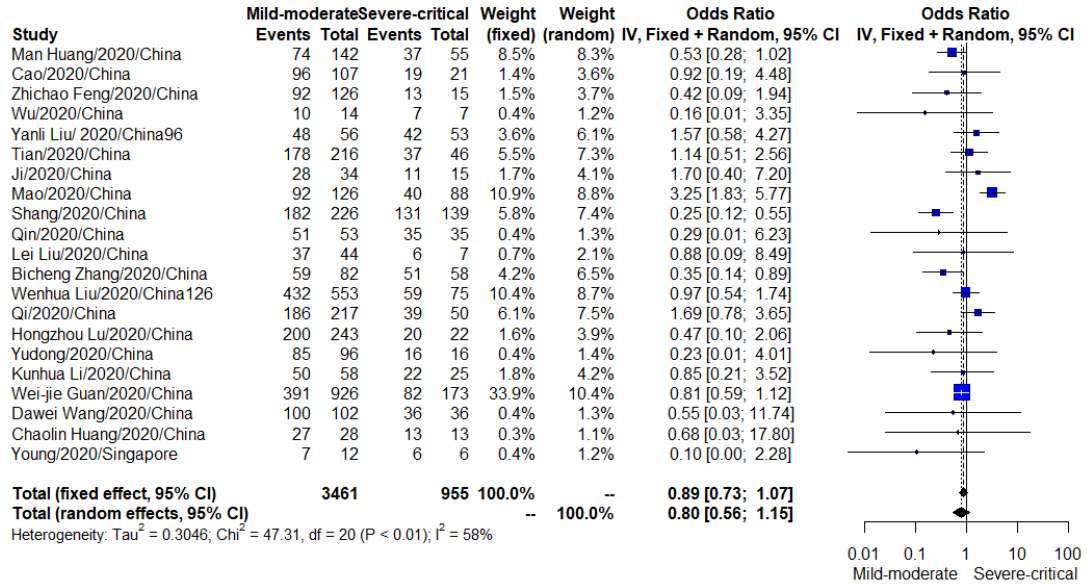 Mild-moderate Severe-critical Weight Weight Odds Ratio Odds Ratio
Study Events Total Events Total (fixed) (random) IV, Fixed + Random, 95% CI IV, Fixed + Random, 95% CI
Man Huang/2020/China 74 142 37 55 8.5% 8.3% 0.53 [0.28; 1.02]
Cao/2020/China 96 107 19 21 1.4% 3.6% 0.92 [0.19; 4.48]
Zhichao Feng/2020/China 92 126 13 15 1.5% 3.7% 0.42 [0.09; 1.94]
Wu/2020/China 10 14 7 7 0.4% 1.2% 0.16 [0.01; 3.35]
Yanli Liu/ 2020/China96 48 56 42 53 3.6% 6.1% 1.57 [0.58; 4.27]
Tian/2020/China 178 216 37 46 5.5% 7.3% 1.14 [0.51; 2.56]
Ji/2020/China 28 34 11 15 1.7% 4.0% 1.70 [0.40; 7.20]
Mao/2020/China 92 126 40 88 10.9% 8.8% 3.25 [1.83; 5.77]
Shang/2020/China 182 226 131 139 5.8% 7.4% 0.25 [0.12; 0.55]
Qin/2020/China 51 53 35 35 0.4% 1.3% 0.29 [0.01; 6.23]
Lei Liu/2020/China 37 44 6 7 0.7% 2.1% 0.88 [0.09; 8.49]
Bicheng Zhang/2020/China 59 82 51 58 4.2% 6.5% 0.35 [0.14; 0.89]
Wenhua Liu/2020/China126 432 553 59 75 10.4% 8.7% 0.97 [0.54; 1.74]
Qi/2020/China 186 217 39 50 6.1% 7.5% 1.69 [0.78; 3.65]
Hongzhou Lu/2020/China 200 243 20 22 1.6% 3.9% 0.47 [0.10; 2.06]
Yudong/2020/China 85 96 16 16 0.4% 1.4% 0.23 [0.01; 4.01]
Kunhua Li/2020/China 50 58 22 25 1.8% 4.2% 0.85 [0.21; 3.52]
Wei-jie Guan/2020/China 391 926 82 173 33.9% 10.4% 0.81 [0.59; 1.12]
Dawei Wang/2020/China 100 102 36 36 0.4% 1.3% 0.55 [0.03; 11.74]
Chaolin Huang/2020/China 27 28 13 13 0.3% 1.1% 0.68 [0.03; 17.80]
Young/2020/Singapore 7 12 6 6 0.4% 1.2% 0.10 [0.00; 2.28]
Total (fixed effect, 95% CI) 3461 955 100.0% -- 0.89 [0.73; 1.07]
Total (random effects, 95% CI) -- 100.0% 0.80 [0.56; 1.15]
Heterogeneity: Tau² = 0.3046; Chi² = 47.31, df = 20 (P < 0.01); I² = 58%
0.01 0.1 1 10 100
Mild-moderate Severe-critical